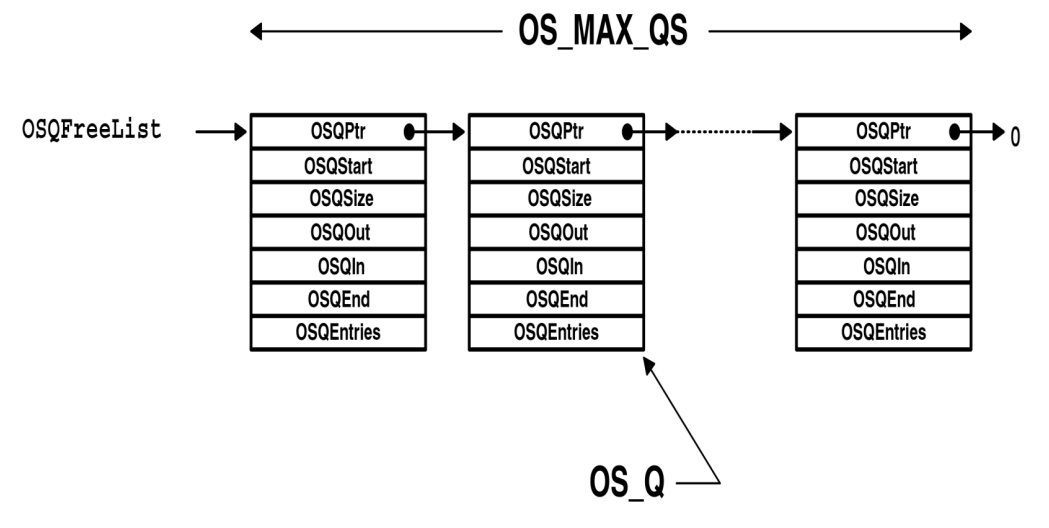 OS_MAX_QS
OSQFreeList OSQPtr OSQPtr OSQPtr 0
OSQStart OSQStart OSQStart
OSQSize OSQSize OSQSize
OSQOut OSQOut OSQOut
OSQIn OSQIn OSQIn
OSQEnd OSQEnd OSQEnd
OSQEntries OSQEntries OSQEntries
OS_Q